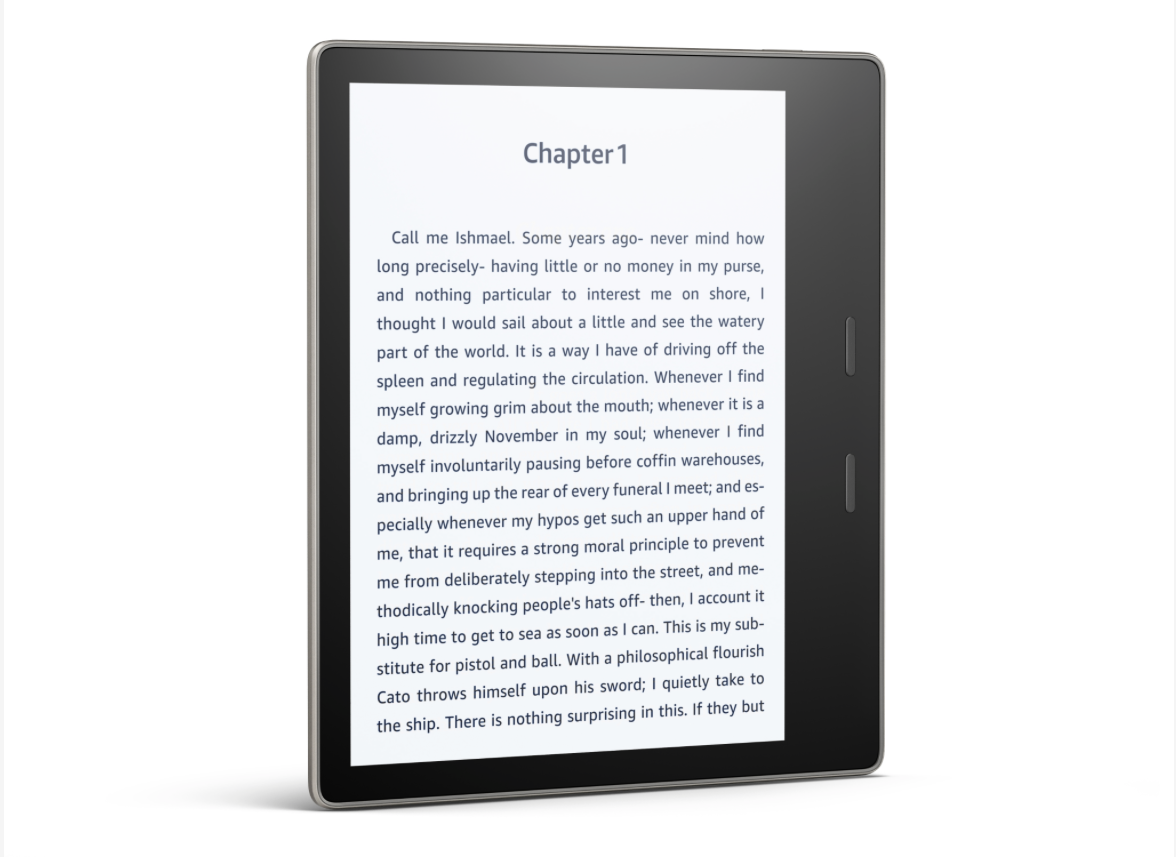 Chapter 1
Call me Ishmael. Some years ago- never mind how
long precisely- having little or no money in my purse,
and nothing particular to interest me on shore, I
thought I would sail about a little and see the watery
part of the world. It is a way I have of driving off the
spleen and regulating the circulation. Whenever I find
myself growing grim about the mouth; whenever it is a
damp, drizzly November in my soul; whenever I find
myself involuntarily pausing before coffin warehouses,
and bringing up the rear of every funeral I meet; and es-
pecially whenever my hypos get such an upper hand of
me, that it requires a strong moral principle to prevent
me from deliberately stepping into the street, and me-
thodically knocking people's hats off- then, I account it
high time to get to sea as soon as I can. This is my sub-
stitute for pistol and ball. With a philosophical flourish
Cato throws himself upon his sword; I quietly take to
the ship. There is nothing surprising in this. If they but